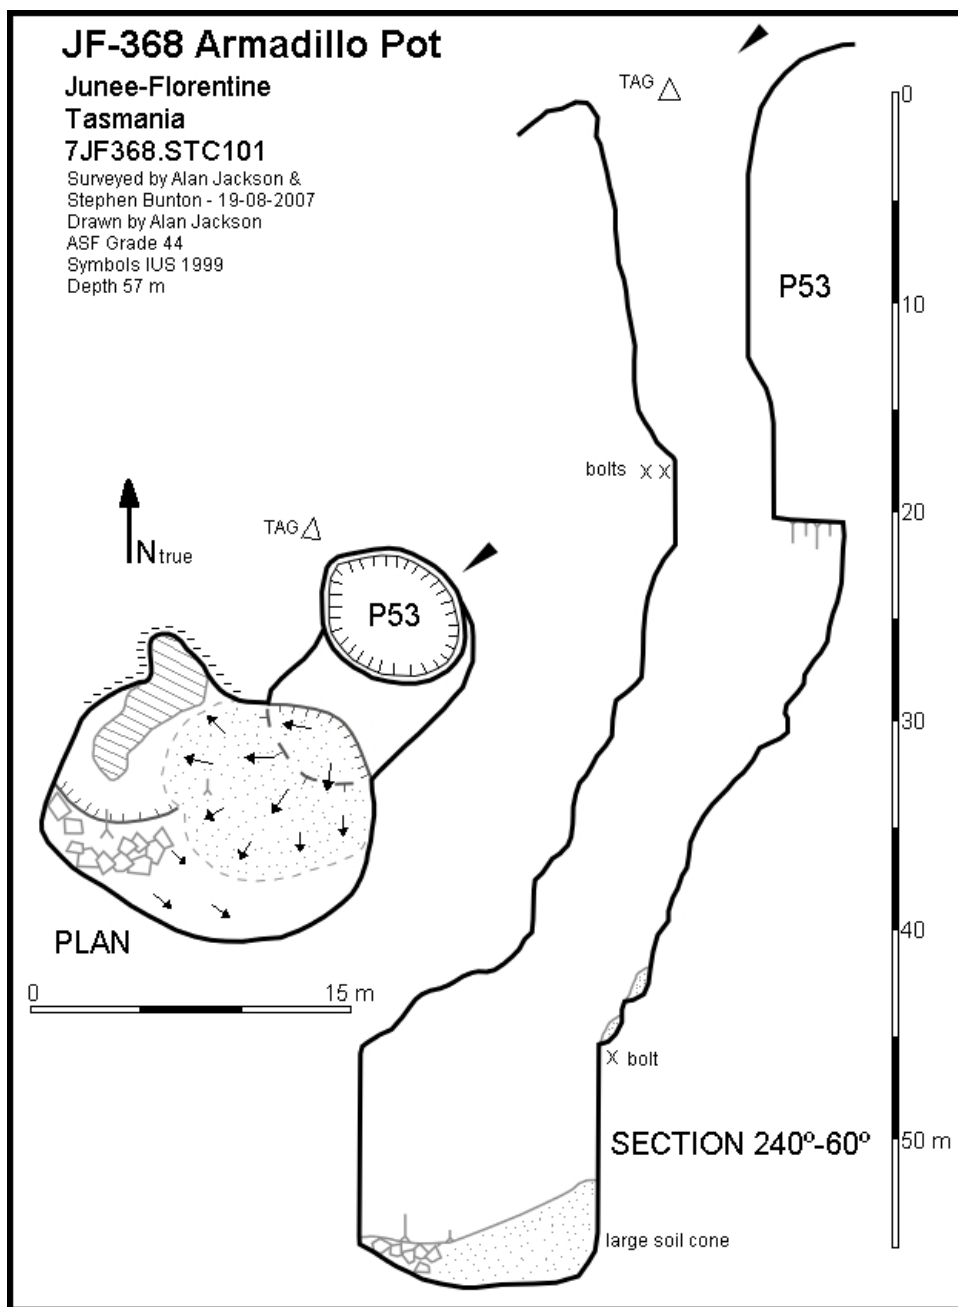 JF-368 Armadillo Pot
Junee-Florentine
Tasmania
7JF368.STC101
Surveyed by Alan Jackson &
Stephen Bunton - 19-08-2007
Drawn by Alan Jackson
ASF Grade 44
Symbols IUS 1999
Depth 57 m
TAG
0
P53
10
bolts X X
20
N true
TAG
P53
30
PLAN
40
0 15 m
X bolt
SECTION 240º-60º
50 m
large soil cone